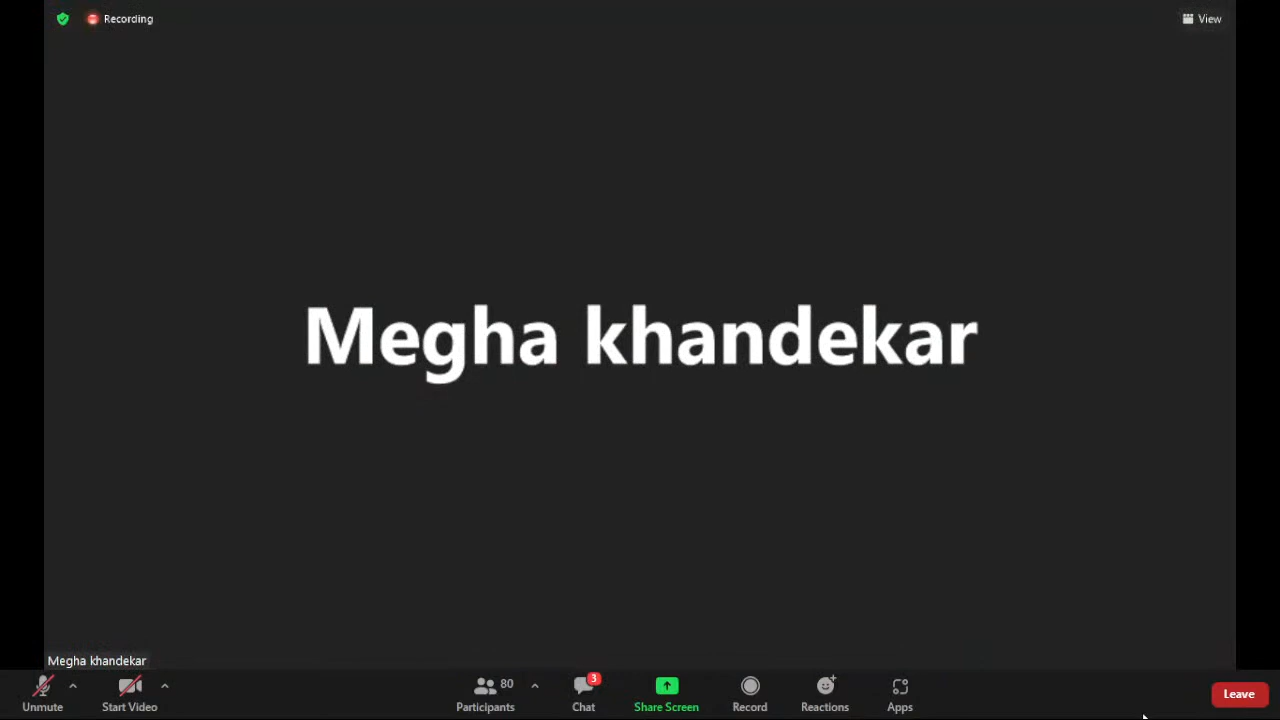 Recording
View
Megha khandekar
Megha khandekar
Unmute
Start Video
80
Participants
3
Chat
Share Screen
Record
Reactions
Apps
Leave